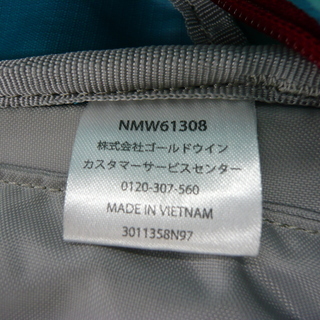 NMW61308
株式会社ゴールドウイン
カスタマーサービスセンター
0120-307-560
MADE IN VIETNAM
3011358N97